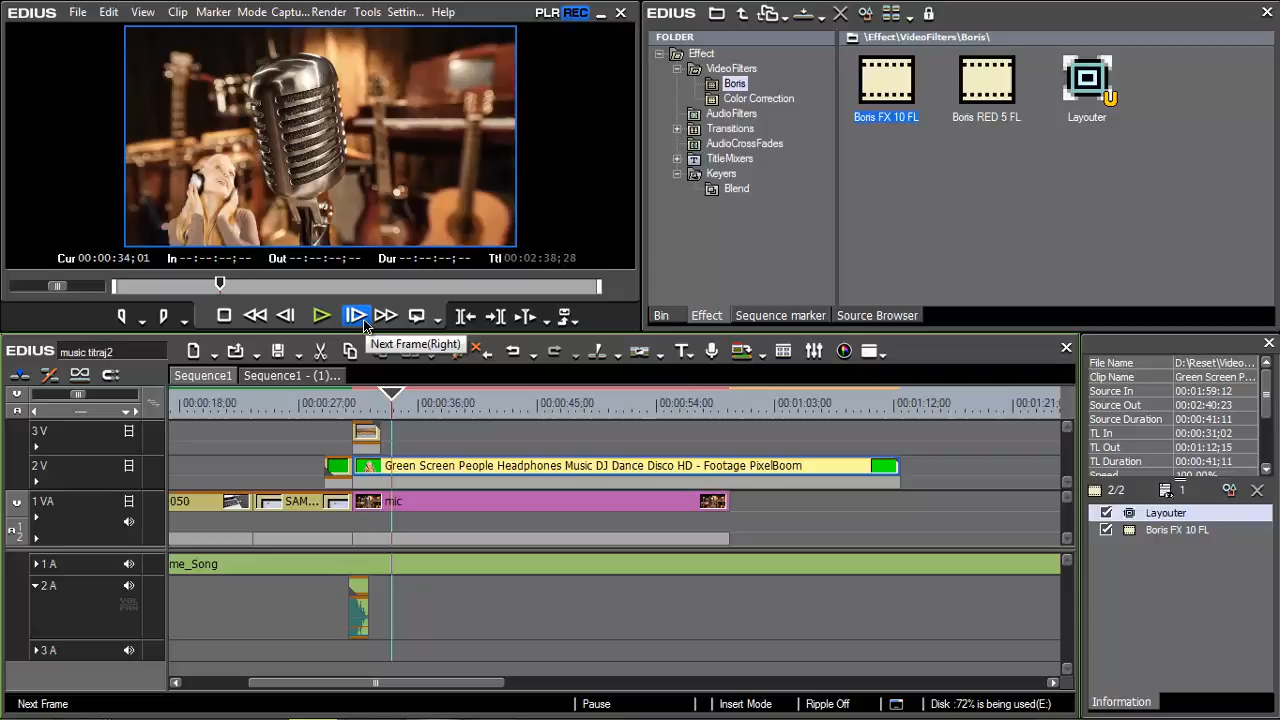 EDIUS File Edit View Clip Marker Mode Captu... Render Tools Settin... Help PLR REC
Cur 00:00:34;01 In --:--:--;-- Out --:--:--;-- Dur --:--:--;-- Ttl 00:02:38;28
Next Frame(Right)
EDIUS
FOLDER
\Effect\VideoFilters\Boris\
Effect
VideoFilters
Boris
Color Correction
AudioFilters
Transitions
AudioCrossFades
TitleMixers
Keyers
Blend
Boris FX 10 FL
Boris RED 5 FL
Layouter
U
Bin Effect Sequence marker Source Browser
EDIUS music titraj2
Sequence1 Sequence1 - (1)...
00:00:18;00 00:00:27;00 00:00:36;00 00:00:45;00 00:00:54;00 00:01:03;00 00:01:12;00 00:01:21;
3 V
2 V Green Screen People Headphones Music DJ Dance Disco HD - Footage PixelBoom
1 VA 050 SAM... mic
1 A me_Song
2 A
VOL
PAN
3 A
File Name D:\Reset\Video...
Clip Name Green Screen P...
Source In 00:01:59;12
Source Out 00:02:40;23
Source Duration 00:00:41;11
TL In 00:00:31;02
TL Out 00:01:12;15
TL Duration 00:00:41;11
2/2 1
Layouter
Boris FX 10 FL
Information
Next Frame Pause Insert Mode Ripple Off Disk :72% is being used(E:)